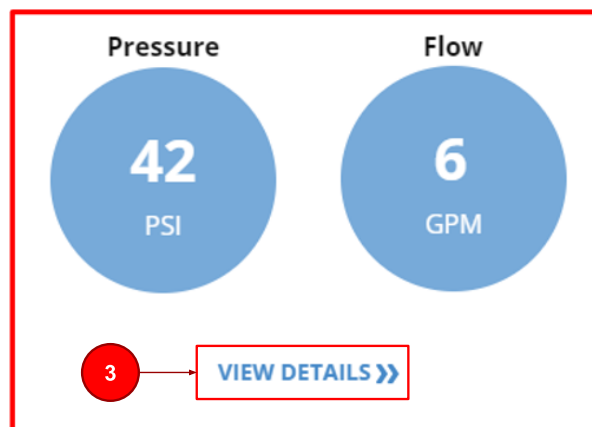 Pressure
Flow
42
PSI
6
GPM
3
VIEW DETAILS »